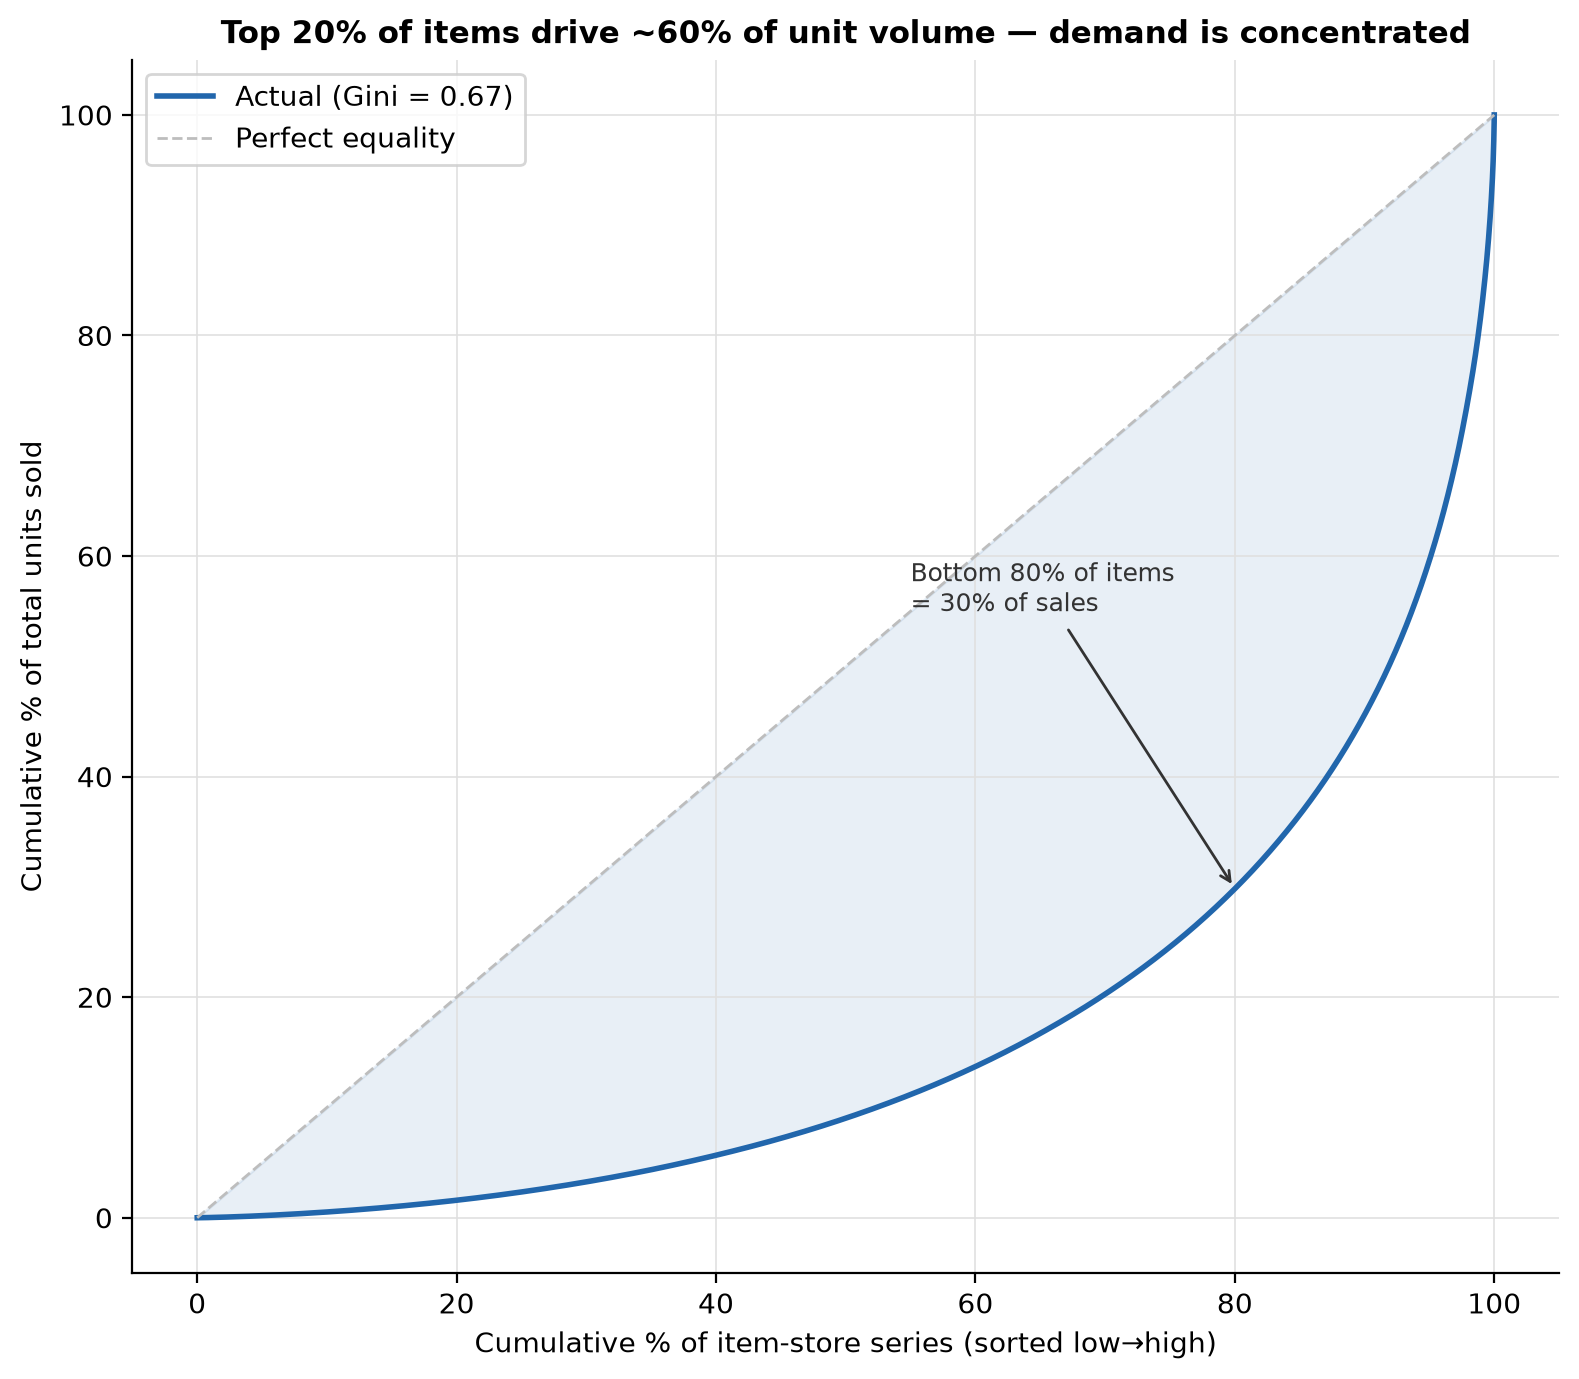 Top 20% of items drive ~60% of unit volume — demand is concentrated
Actual (Gini = 0.67)
Perfect equality
100
80
60
40
20
0
Cumulative % of total units sold
Bottom 80% of items
= 30% of sales
0
20
40
60
80
100
Cumulative % of item-store series (sorted low→high)